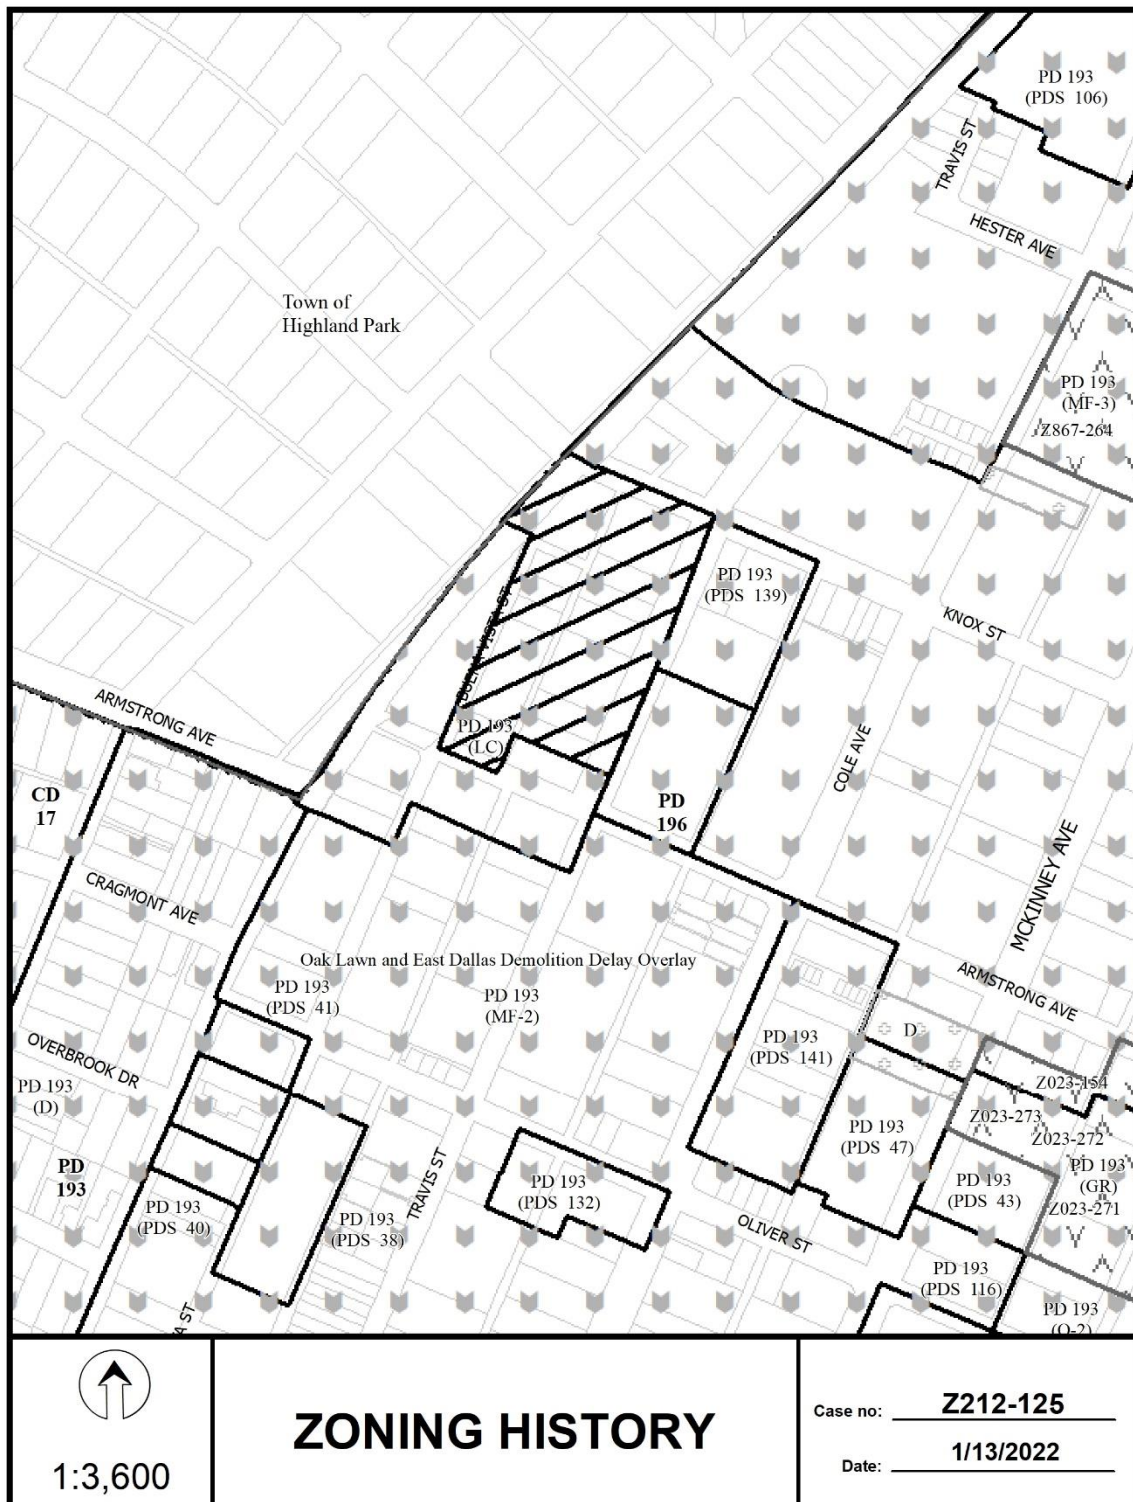 PD 193
(PDS 106)
TRAVIS ST
HESTER AVE
Town of
Highland Park
PD 193
(MF-3)
Z867-264
PD 193
(PDS 139)
KNOX ST
BUENA VISTA ST
ARMSTRONG AVE
PD 193
(LC)
COLE AVE
CD
17
PD
196
MCKINNEY AVE
CRAGMONT AVE
Oak Lawn and East Dallas Demolition Delay Overlay
ARMSTRONG AVE
PD 193
(PDS 41)
PD 193
(MF-2)
D
PD 193
(PDS 141)
OVERBROOK DR
PD 193
(D)
Z023-154
Z023-273
Z023-272
PD 193
(PDS 47)
PD
193
PD 193
(GR)
PD 193
(PDS 43)
PD 193
(PDS 132)
TRAVIS ST
Z023-271
PD 193
(PDS 40)
PD 193
(PDS 38)
OLIVER ST
PD 193
(PDS 116)
PD 193
(O-2)
A ST
1:3,600
ZONING HISTORY
Case no: Z212-125
Date: 1/13/2022